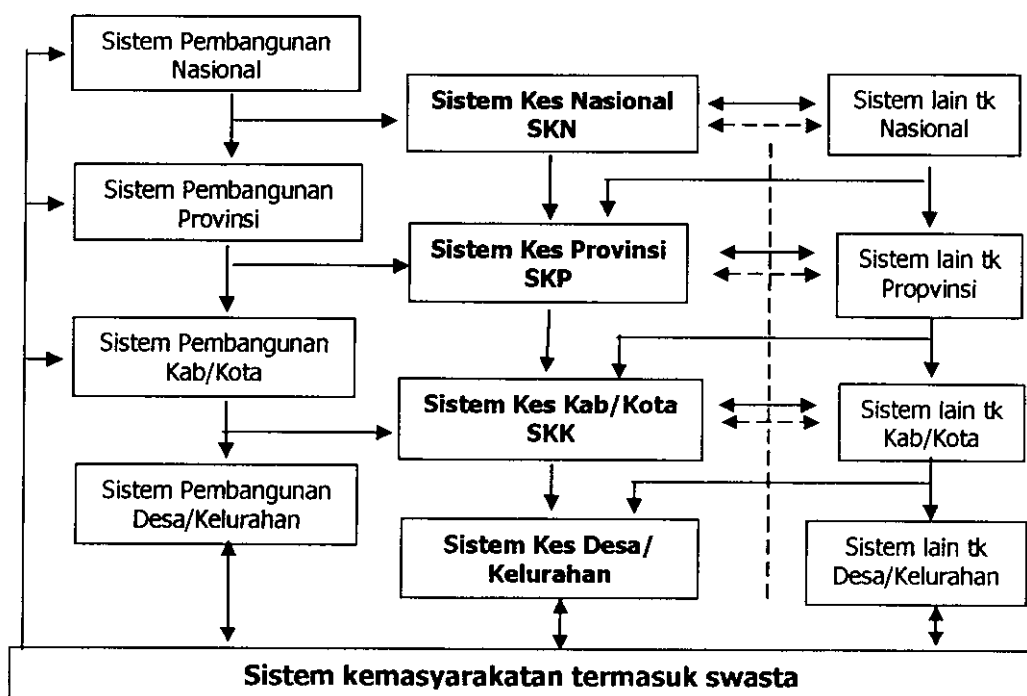 Sistem Pembangunan
Nasional
Sistem Kes Nasional
SKN
Sistem lain tk
Nasional
Sistem Pembangunan
Provinsi
Sistem Kes Provinsi
SKP
Sistem lain tk
Propvinsi
Sistem Pembangunan
Kab/Kota
Sistem Kes Kab/Kota
SKK
Sistem lain tk
Kab/Kota
Sistem Pembangunan
Desa/Kelurahan
Sistem Kes Desa/
Kelurahan
Sistem lain tk
Desa/Kelurahan
Sistem kemasyarakatan termasuk swasta